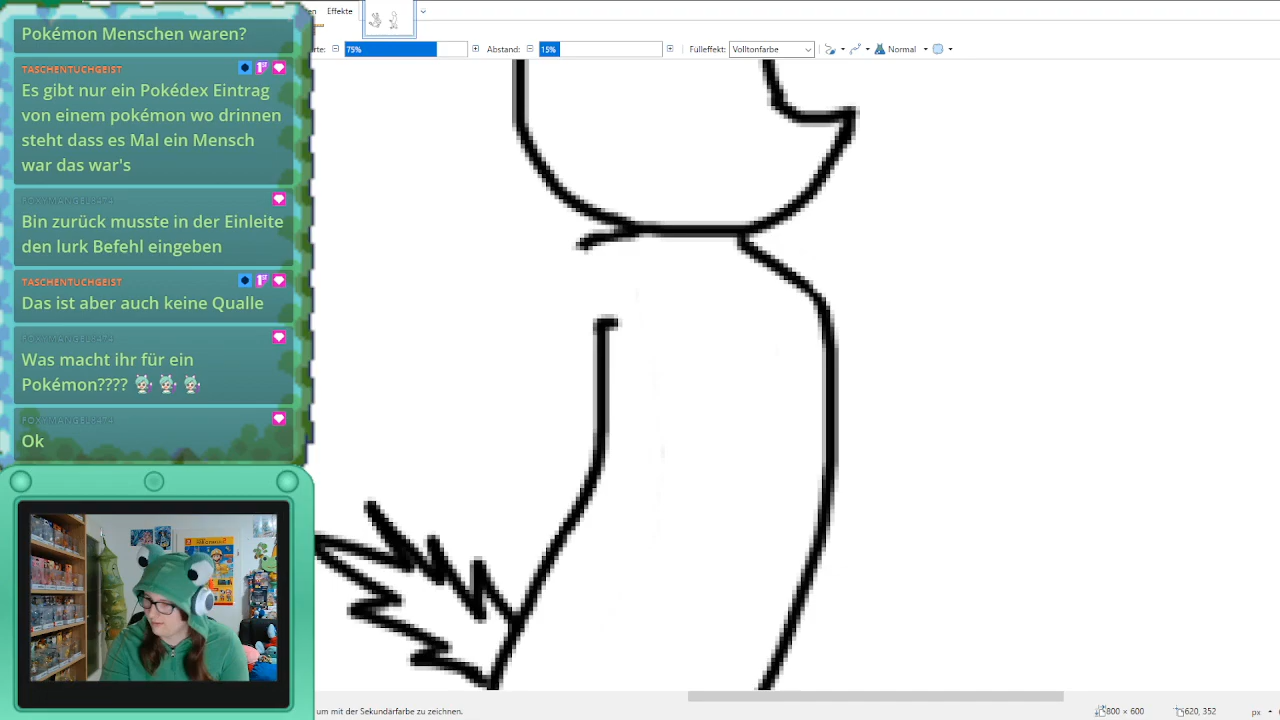 Pokémon Menschen waren?
TASCHENTUCHGEIST
Es gibt nur ein Pokédex Eintrag
von einem pokémon wo drinnen
steht dass es Mal ein Mensch
war das war's
Bin zurück musste in der Einleite
den lurk Befehl eingeben
TASCHENTUCHGEIST
Das ist aber auch keine Qualle
Was macht ihr für ein
Pokémon????
Ok
Effekte
75%
Abstand:
15%
Fülleffekt:
Volltonfarbe
Normal
um mit der Sekundärfarbe zu zeichnen.
800 × 600
620, 352
px